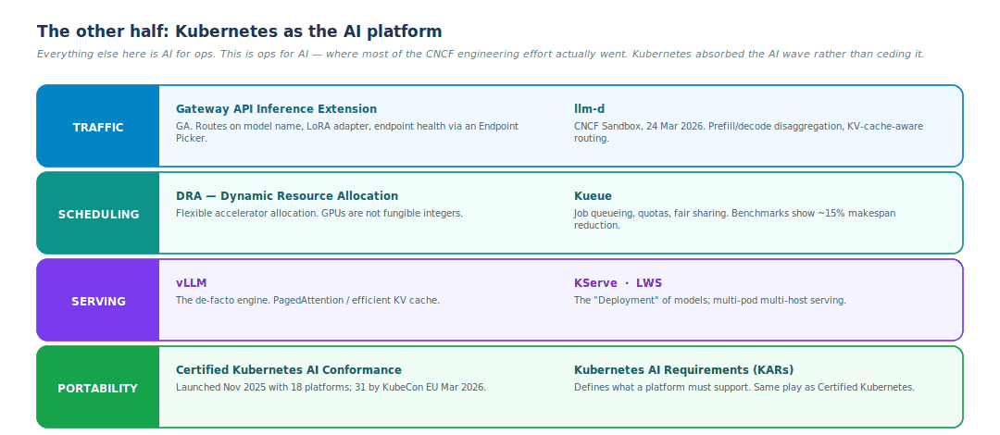 The other half: Kubernetes as the AI platform
Everything else here is AI for ops. This is ops for AI — where most of the CNCF engineering effort actually went. Kubernetes absorbed the AI wave rather than ceding it.
TRAFFIC
Gateway API Inference Extension
GA. Routes on model name, LoRA adapter, endpoint health via an Endpoint
Picker.
llm-d
CNCF Sandbox, 24 Mar 2026. Prefill/decode disaggregation, KV-cache-aware
routing.
SCHEDULING
DRA — Dynamic Resource Allocation
Flexible accelerator allocation. GPUs are not fungible integers.
Kueue
Job queueing, quotas, fair sharing. Benchmarks show ~15% makespan
reduction.
SERVING
vLLM
The de-facto engine. PagedAttention / efficient KV cache.
KServe · LWS
The "Deployment" of models; multi-pod multi-host serving.
PORTABILITY
Certified Kubernetes AI Conformance
Launched Nov 2025 with 18 platforms; 31 by KubeCon EU Mar 2026.
Kubernetes AI Requirements (KARs)
Defines what a platform must support. Same play as Certified Kubernetes.